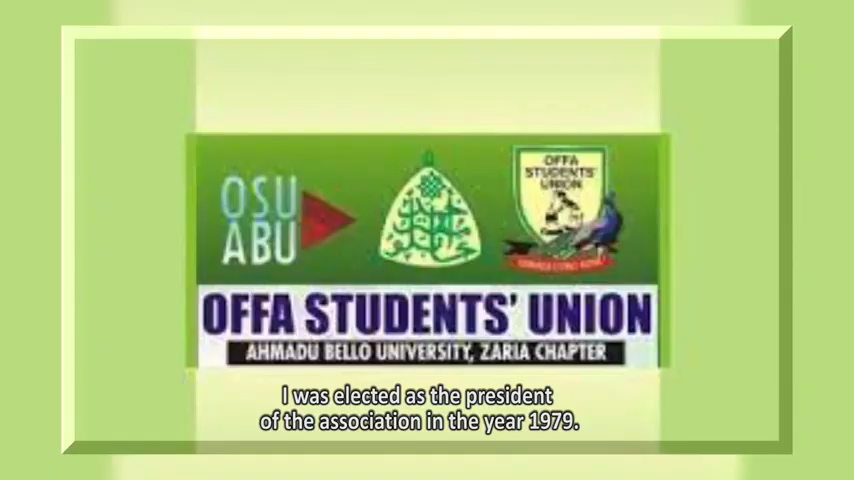 OSU
ABU
OFFA
STUDENTS'
UNION
OFFA STUDENTS' UNION
AHMADU BELLO UNIVERSITY, ZARIA CHAPTER
I was elected as the president
of the association in the year 1979.